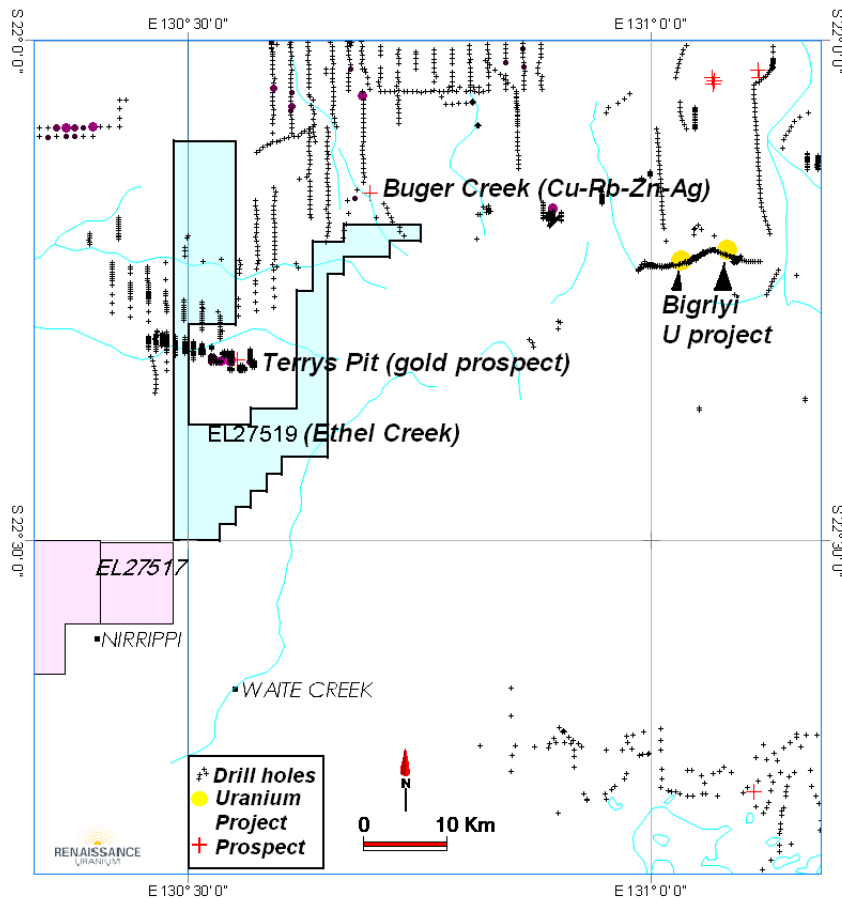 E 130° 30' 0"
E 131° 0' 0"
S 22° 0' 0"
S 22° 0' 0"
Buger Creek (Cu-Rb-Zn-Ag)
Bigrlyi
U project
Terrys Pit (gold prospect)
EL27519 (Ethel Creek)
S 22° 30' 0"
S 22° 30' 0"
EL27517
NIRRIPPI
WAITE CREEK
Drill holes
Uranium
Project
Prospect
N
0 10 Km
RENAISSANCE
URANIUM
E 130° 30' 0"
E 131° 0' 0"